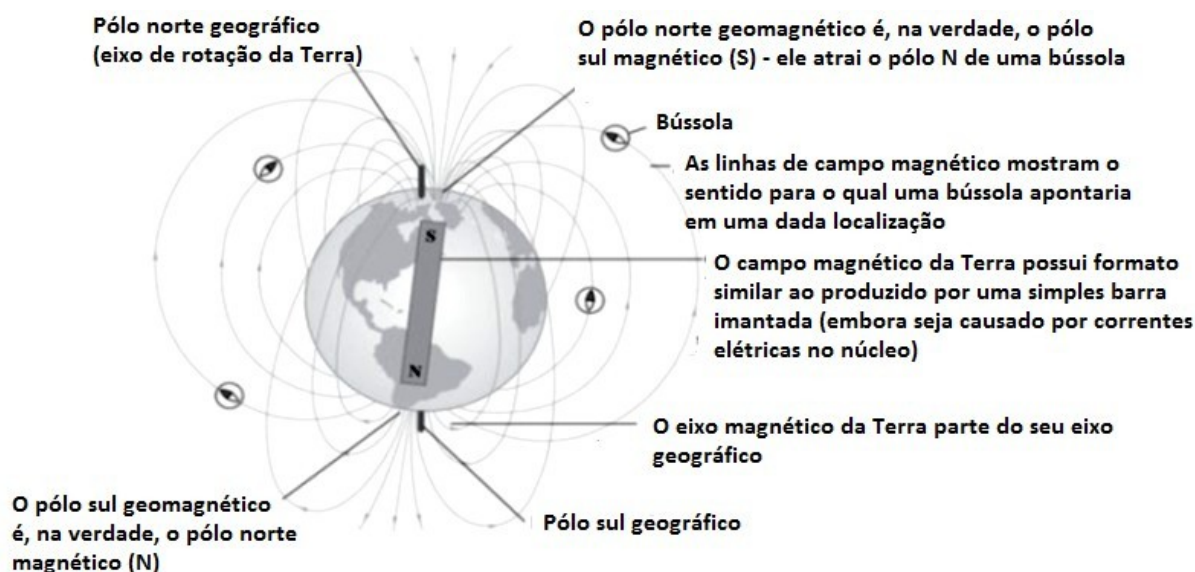 Pólo norte geográfico
(eixo de rotação da Terra)
O pólo norte geomagnético é, na verdade, o pólo
sul magnético (S) - ele atrai o pólo N de uma bússola
Bússola
As linhas de campo magnético mostram o
sentido para o qual uma bússola apontaria
em uma dada localização
S
O campo magnético da Terra possui formato
similar ao produzido por uma simples barra
imantada (embora seja causado por correntes
elétricas no núcleo)
N
O eixo magnético da Terra parte do seu eixo
geográfico
O pólo sul geomagnético
é, na verdade, o pólo norte
magnético (N)
Pólo sul geográfico